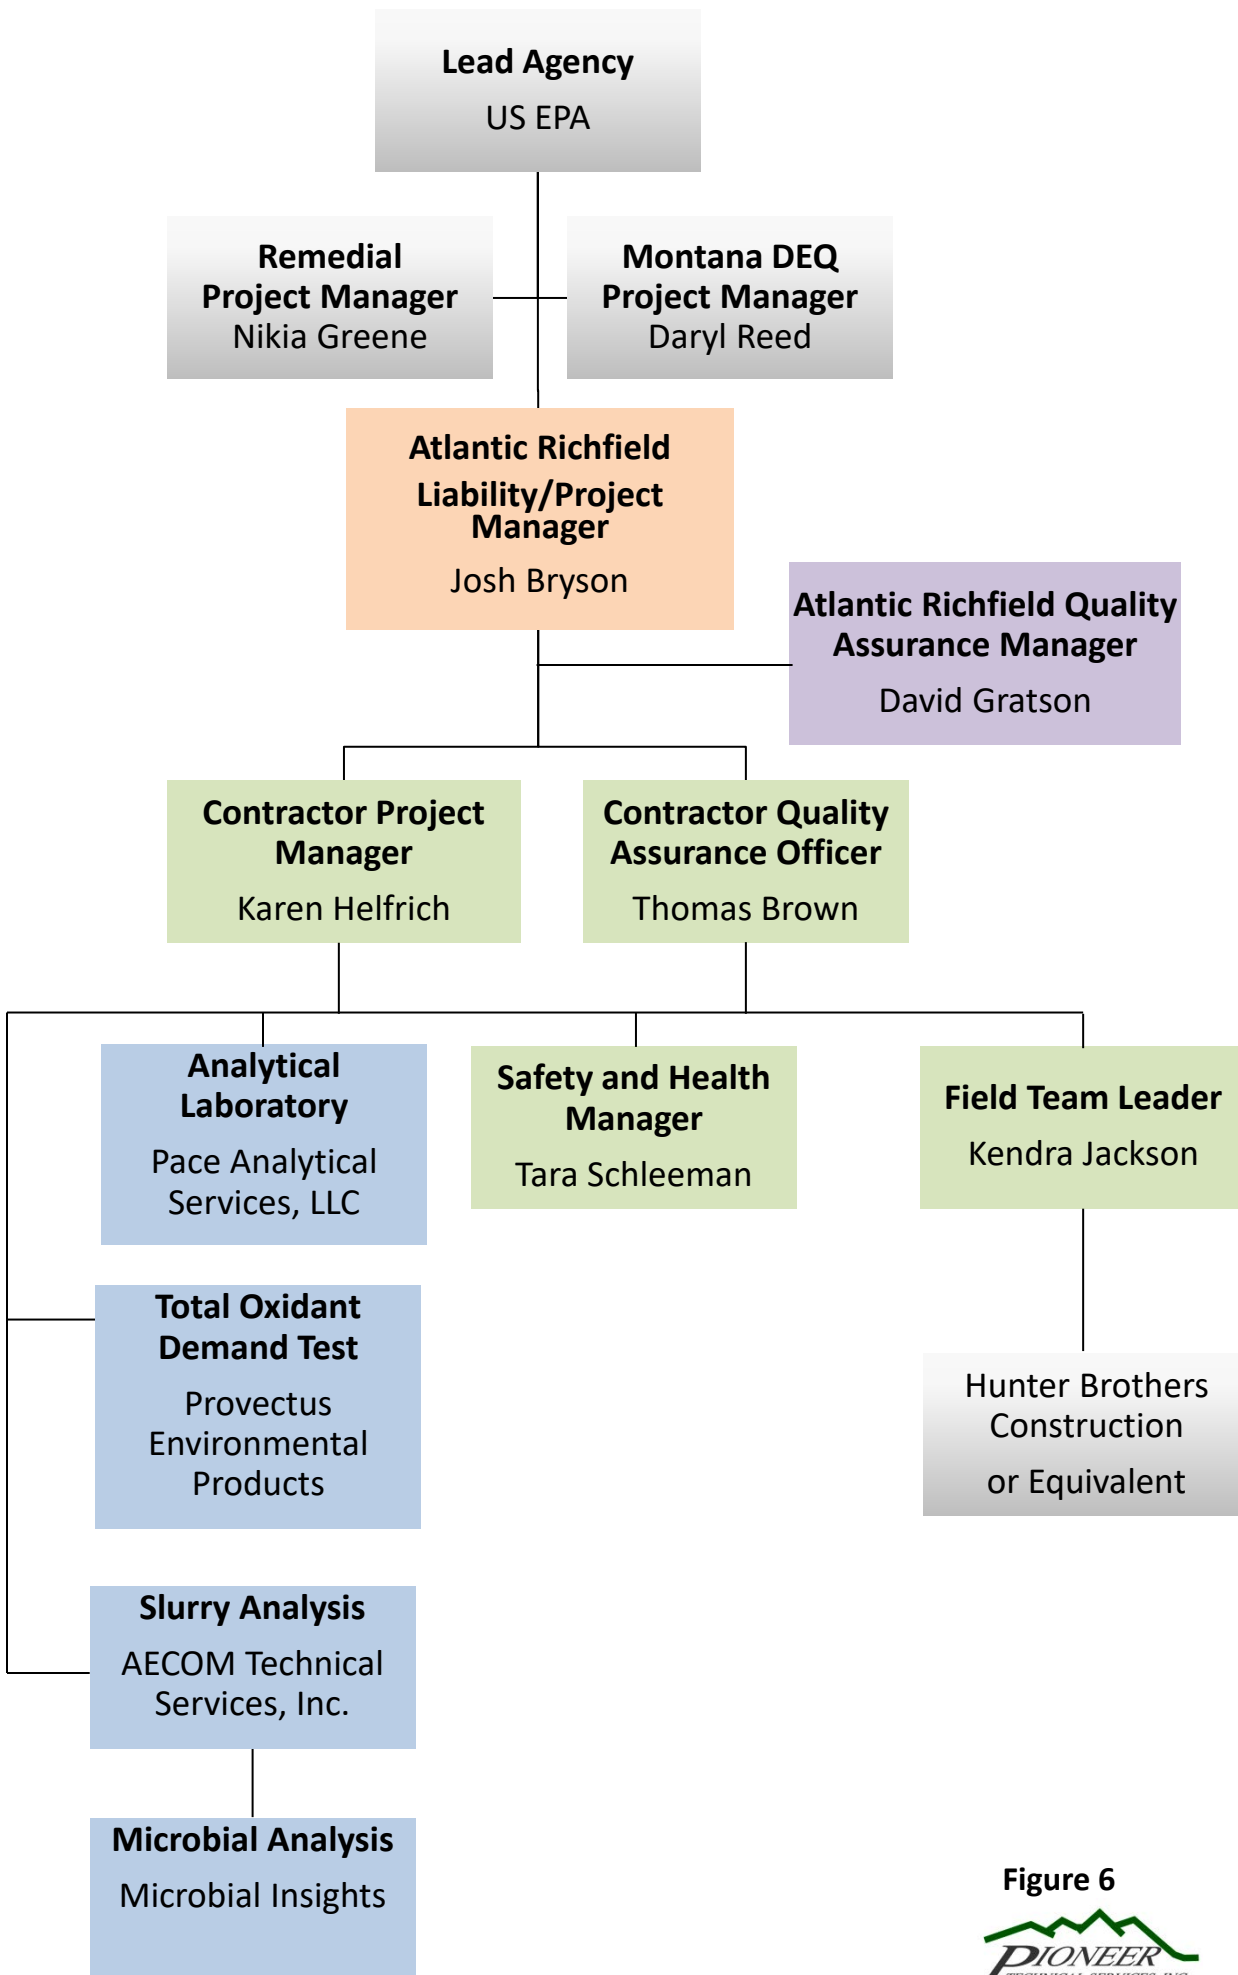 Lead Agency
US EPA
Remedial
Project Manager
Nikia Greene
Montana DEQ
Project Manager
Daryl Reed
Atlantic Richfield
Liability/Project
Manager
Josh Bryson
Atlantic Richfield Quality
Assurance Manager
David Gratson
Contractor Project
Manager
Karen Helfrich
Contractor Quality
Assurance Officer
Thomas Brown
Analytical
Laboratory
Pace Analytical
Services, LLC
Safety and Health
Manager
Tara Schleeman
Field Team Leader
Kendra Jackson
Total Oxidant
Demand Test
Provectus
Environmental
Products
Hunter Brothers
Construction
or Equivalent
Slurry Analysis
AECOM Technical
Services, Inc.
Microbial Analysis
Microbial Insights
Figure 6
PIONEER
TECHNICAL SERVICES, INC.